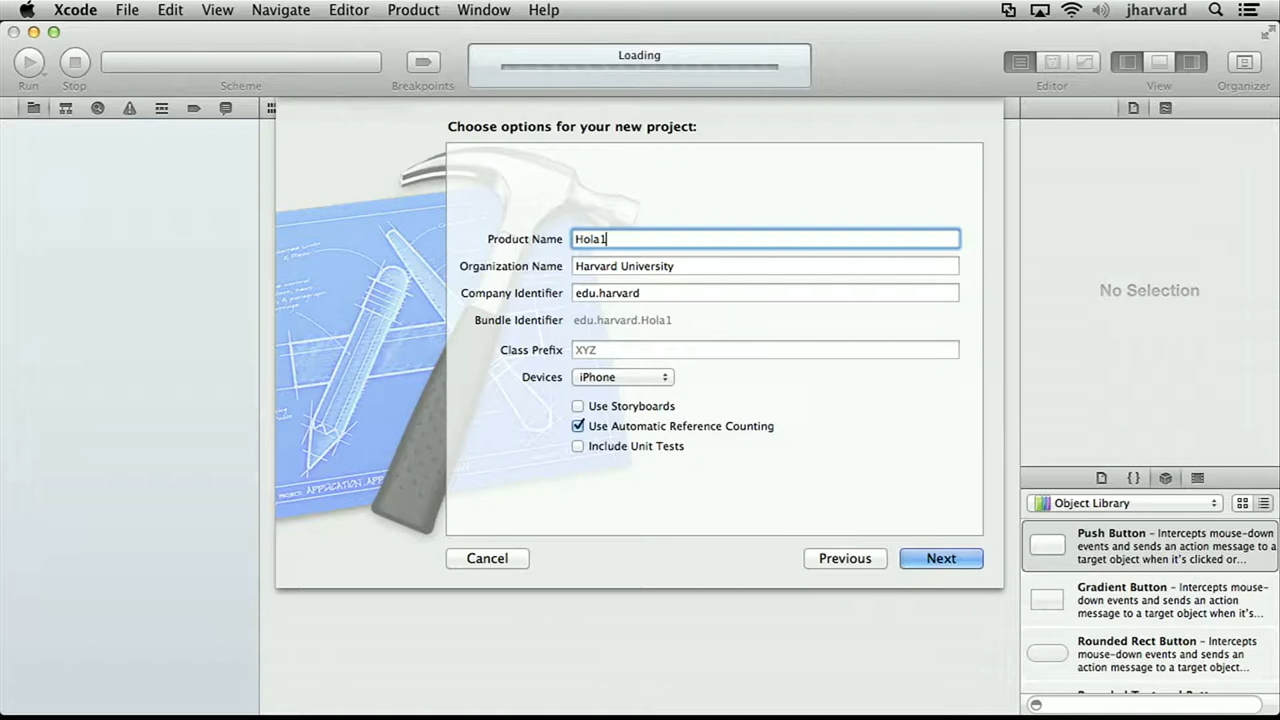 Xcode File Edit View Navigate Editor Product Window Help jharvard
Loading
Run Stop Scheme Breakpoints Editor View Organizer
Choose options for your new project:
Product Name Hola1
Organization Name Harvard University
Company Identifier edu.harvard
Bundle Identifier edu.harvard.Hola1
Class Prefix XYZ
Devices iPhone
Use Storyboards
Use Automatic Reference Counting
Include Unit Tests
Cancel Previous Next
PROJECT: APPLICATION
No Selection
{ }
Object Library
Push Button – Intercepts mouse-down
events and sends an action message to a
target object when it's clicked or...
Gradient Button – Intercepts mouse-
down events and sends an action
message to a target object when it's...
Rounded Rect Button – Intercepts
mouse-down events and sends an
action message to a target object...